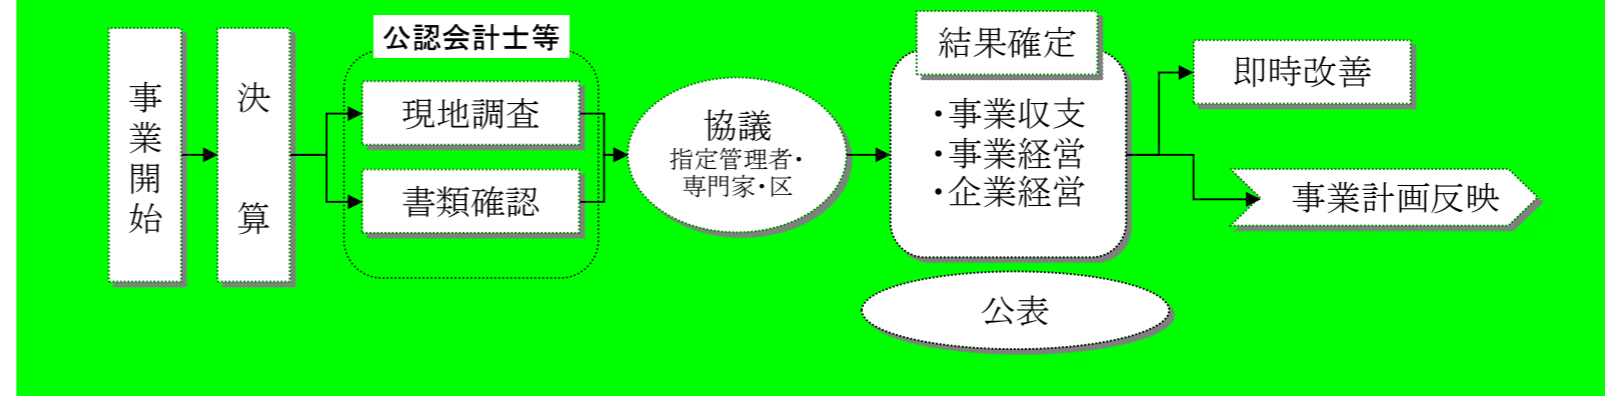 事業開始
決算
公認会計士等
現地調査
書類確認
協議
指定管理者・
専門家・区
結果確定
・事業収支
・事業経営
・企業経営
公表
即時改善
事業計画反映